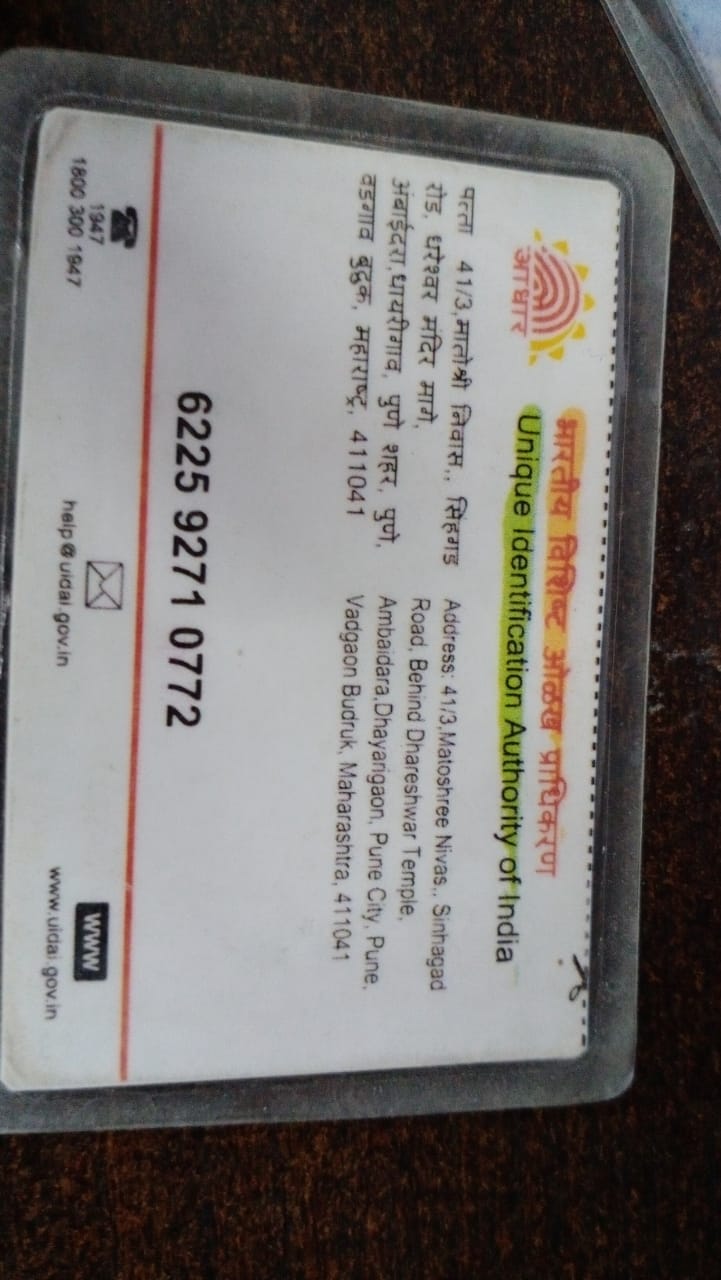 भारतीय विशिष्ट ओळख प्राधिकरण
Unique Identification Authority of India
आधार
पत्ता 41/3,मातोश्री निवास,, सिंहगड
रोड, धरेश्वर मंदिर मागे,
अंबाईदरा,धायरीगाव, पुणे शहर, पुणे,
वडगाव बुद्रुक, महाराष्ट्र, 411041
Address: 41/3,Matoshree Nivas,, Sinhagad
Road, Behind Dhareshwar Temple,
Ambaidara,Dhayarigaon, Pune City, Pune,
Vadgaon Budruk, Maharashtra, 411041
6225 9271 0772
1947
1800 300 1947
help@uidai.gov.in
www
www.uidai.gov.in